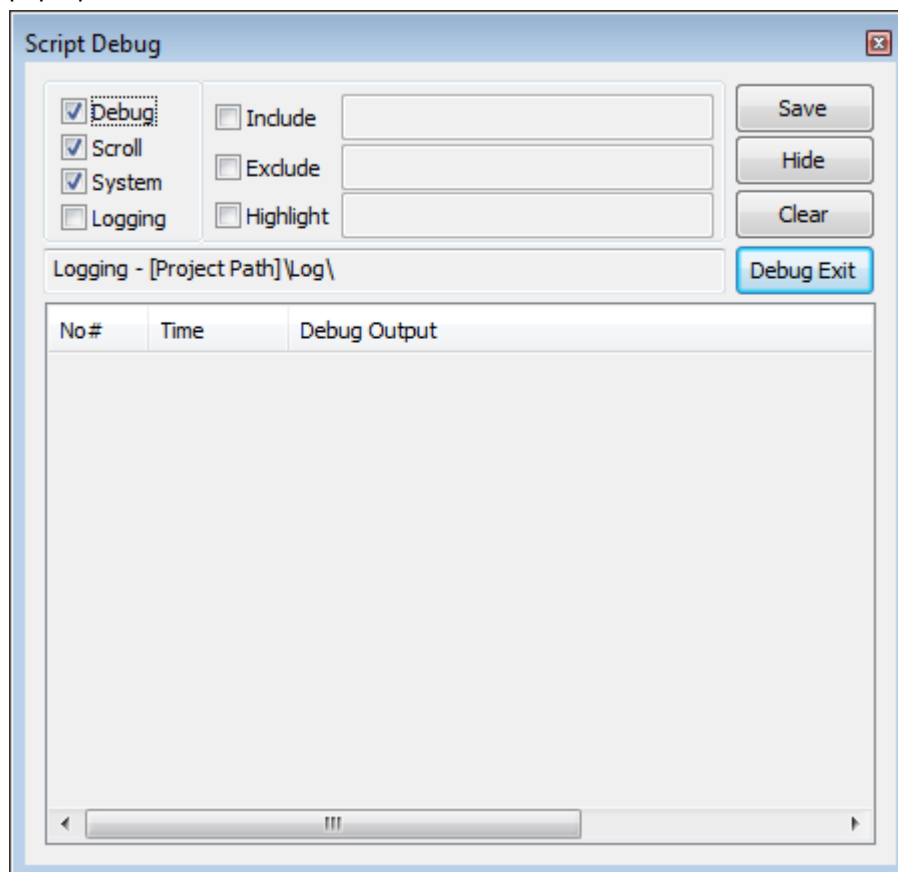 Script Debug
Debug
Scroll
System
Logging
Include
Exclude
Highlight
Save
Hide
Clear
Logging - [Project Path]\Log\
Debug Exit
No# Time Debug Output